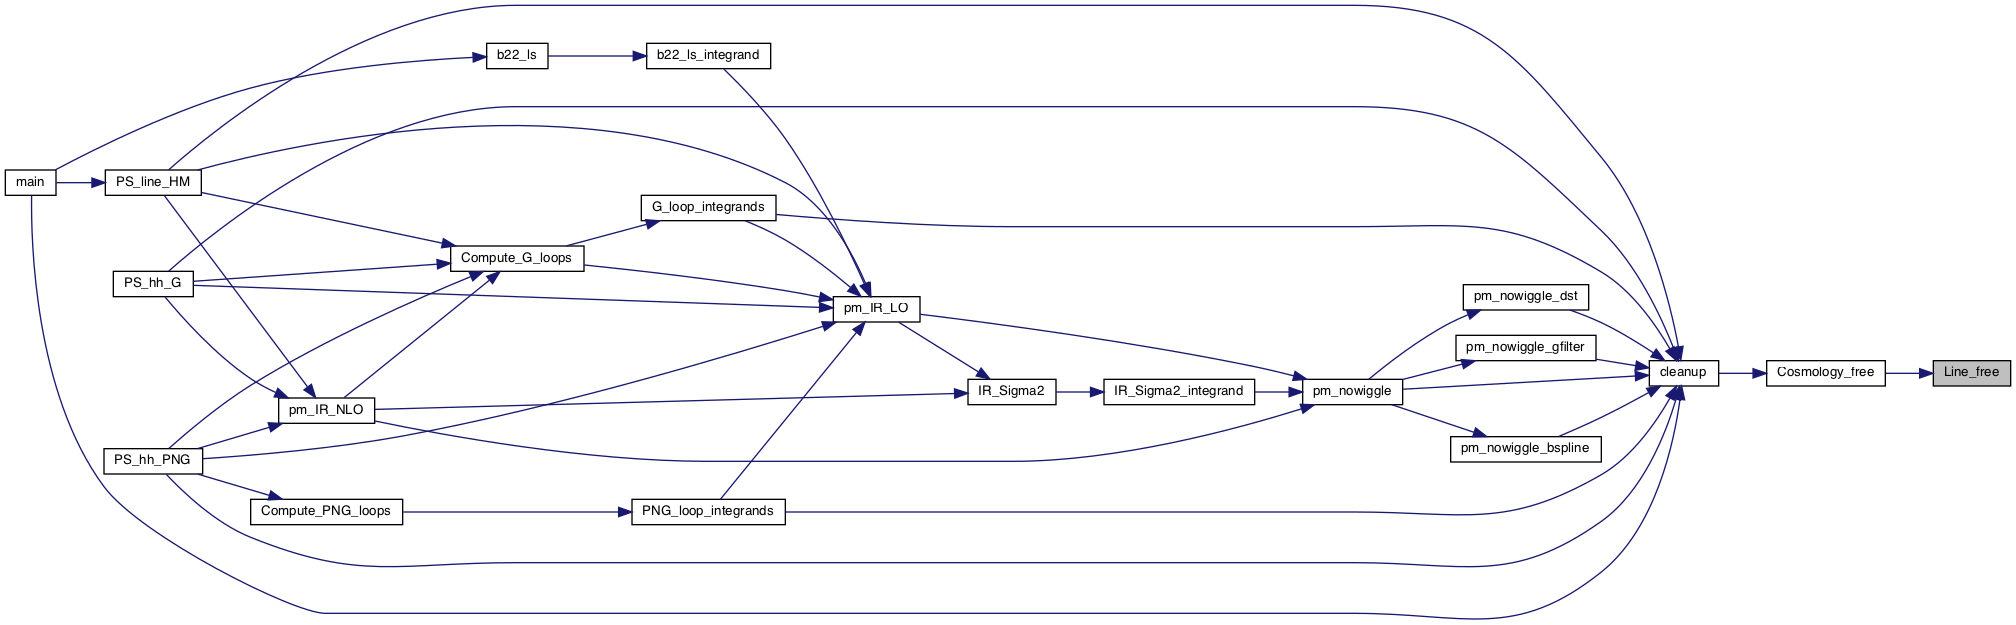 b22_ls
b22_ls_integrand
main
PS_line_HM
G_loop_integrands
Compute_G_loops
PS_hh_G
pm_IR_LO
pm_nowiggle_dst
pm_nowiggle_gfilter
cleanup
Cosmology_free
Line_free
IR_Sigma2
IR_Sigma2_integrand
pm_nowiggle
pm_IR_NLO
pm_nowiggle_bspline
PS_hh_PNG
Compute_PNG_loops
PNG_loop_integrands